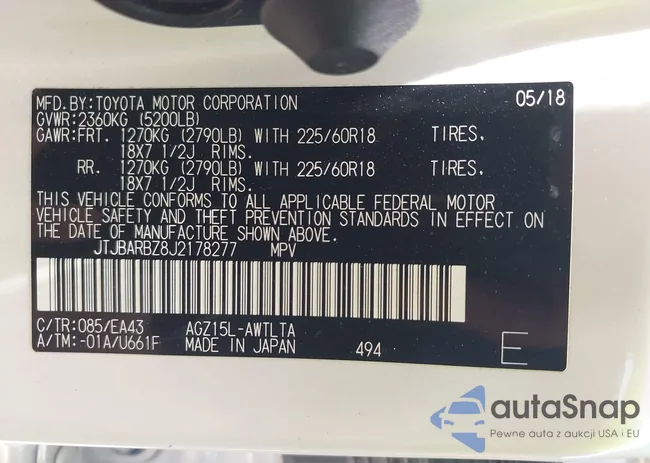 MFD.BY:TOYOTA MOTOR CORPORATION 05/18
GVWR:2360KG (5200LB)
GAWR:FRT. 1270KG (2790LB) WITH 225/60R18 TIRES.
18X7 1/2J RIMS.
RR. 1270KG (2790LB) WITH 225/60R18 TIRES.
18X7 1/2J RIMS.
THIS VEHICLE CONFORMS TO ALL APPLICABLE FEDERAL MOTOR
VEHICLE SAFETY AND THEFT PREVENTION STANDARDS IN EFFECT ON
THE DATE OF MANUFACTURE SHOWN ABOVE.
JTJBARBZ8J2178277 MPV
C/TR:085/EA43 AGZ15L-AWTLTA
A/TM:-01A/U661F MADE IN JAPAN 494 E
autaSnap
Pewne auta z aukcji USA i EU